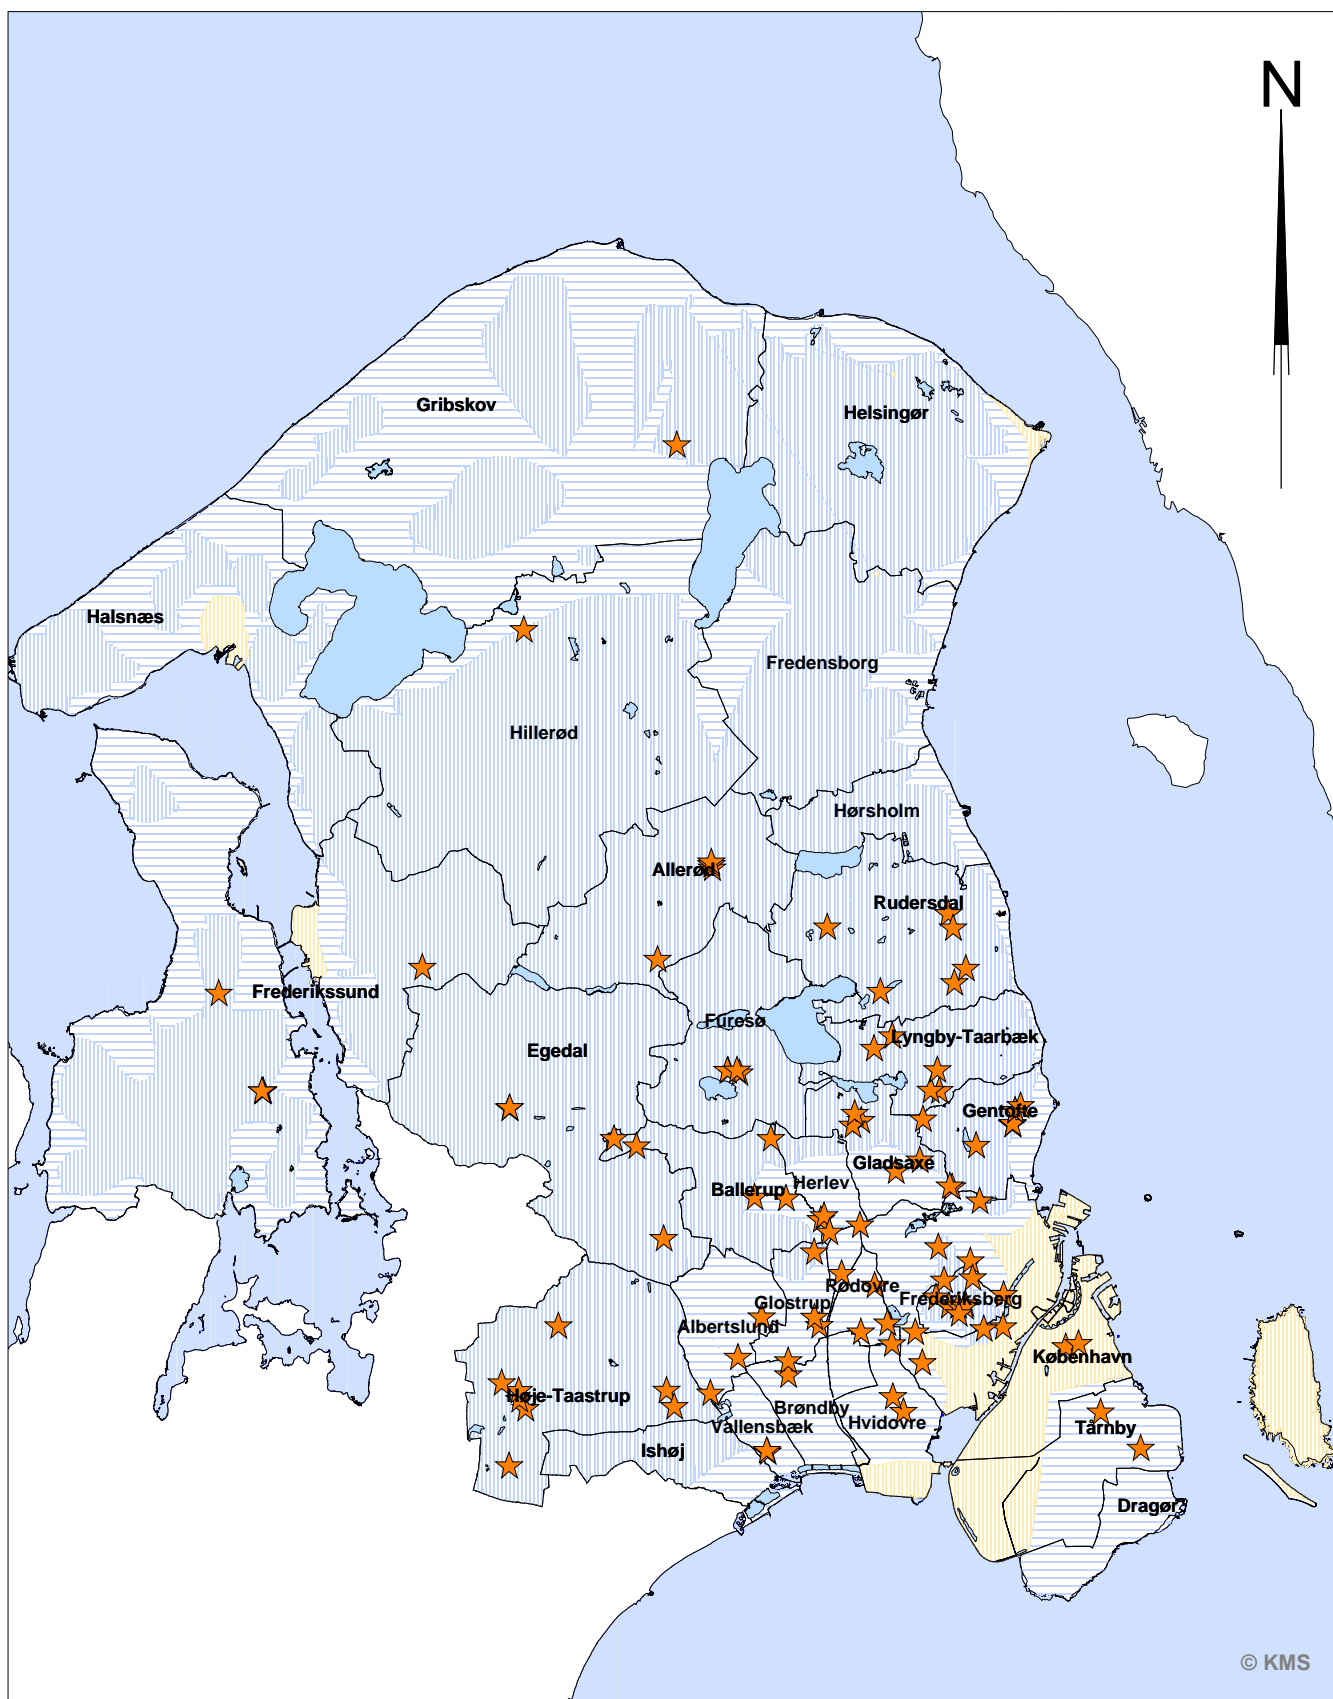 N
Gribskov
Helsingør
Halsnæs
Fredensborg
Hillerød
Hørsholm
Allerød
Rudersdal
Frederikssund
Furesø
Lyngby-Taarbæk
Egedal
Gentofte
Gladsaxe
Herlev
Ballerup
Rødovre
Frederiksberg
Glostrup
Albertslund
København
Høje-Taastrup
Brøndby
Hvidovre
Vallensbæk
Tårnby
Ishøj
Dragør
© KMS